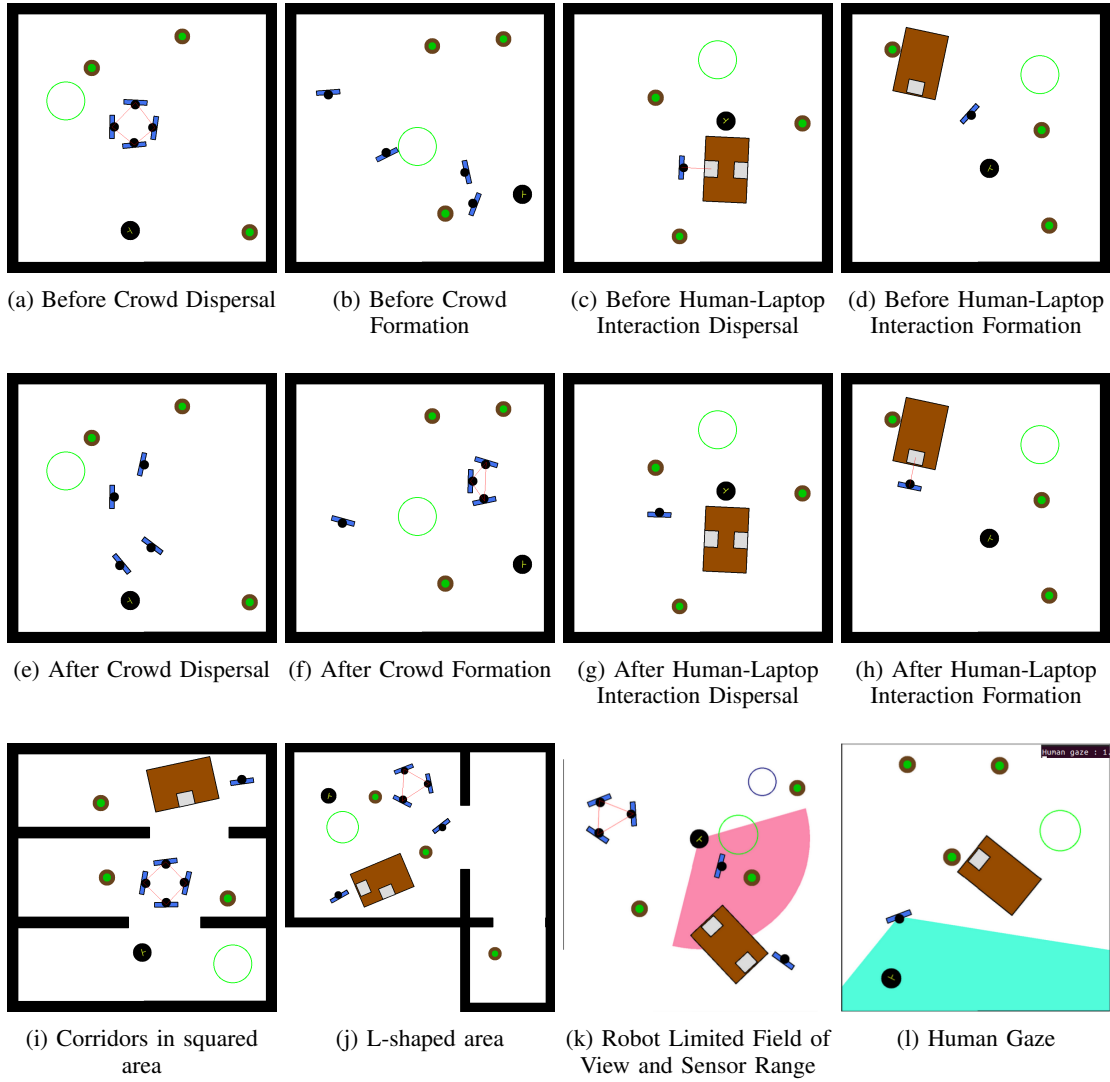 (a) Before Crowd Dispersal
(b) Before Crowd
Formation
(c) Before Human-Laptop
Interaction Dispersal
(d) Before Human-Laptop
Interaction Formation
(e) After Crowd Dispersal
(f) After Crowd Formation
(g) After Human-Laptop
Interaction Dispersal
(h) After Human-Laptop
Interaction Formation
Human gaze : 1.
(i) Corridors in squared
area
(j) L-shaped area
(k) Robot Limited Field of
View and Sensor Range
(l) Human Gaze